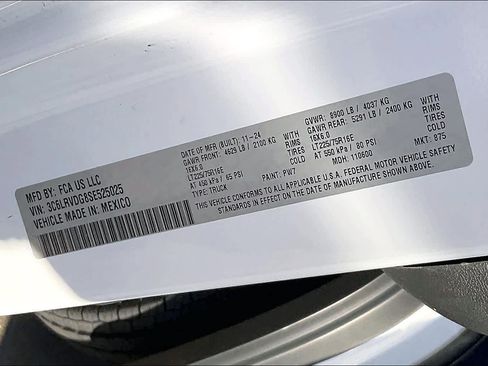 MFD BY: FCA US LLC
VIN: 3C6LRVDG8SE525025
VEHICLE MADE IN: MEXICO
DATE OF MFR (BUILT): 11-24
GAWR FRONT: 4629 LB / 2100 KG WITH
16X6.0 RIMS
LT225/75R16E
AT 450 kPa / 65 PSI COLD
TYPE: TRUCK
PAINT: PW7
GVWR: 8900 LB / 4037 KG
GAWR REAR: 5291 LB / 2400 KG WITH
16X6.0 RIMS
LT225/75R16E
AT 550 kPa / 80 PSI COLD
MDH: 110600 MKT: 875
THIS VEHICLE CONFORMS TO ALL APPLICABLE U.S.A. FEDERAL MOTOR VEHICLE SAFETY
STANDARDS IN EFFECT ON THE DATE OF MANUFACTURE SHOWN ABOVE.